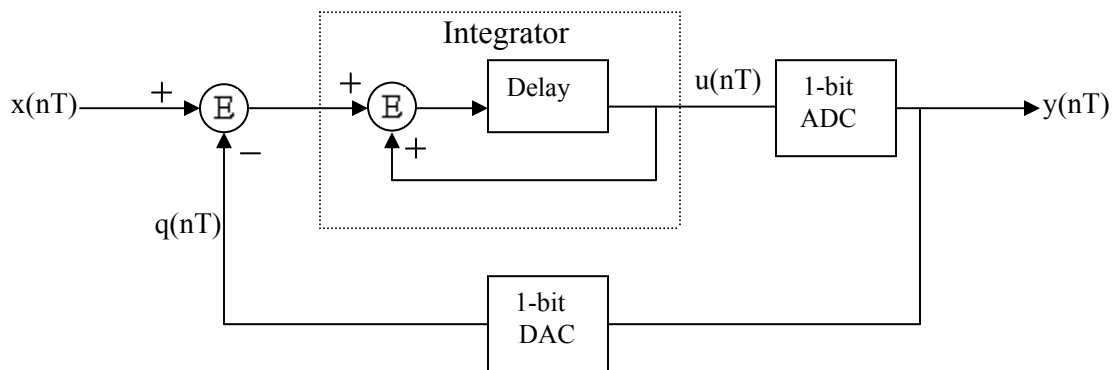 Integrator
x(nT)
+
E
−
+
E
+
Delay
u(nT)
1-bit
ADC
y(nT)
q(nT)
1-bit
DAC